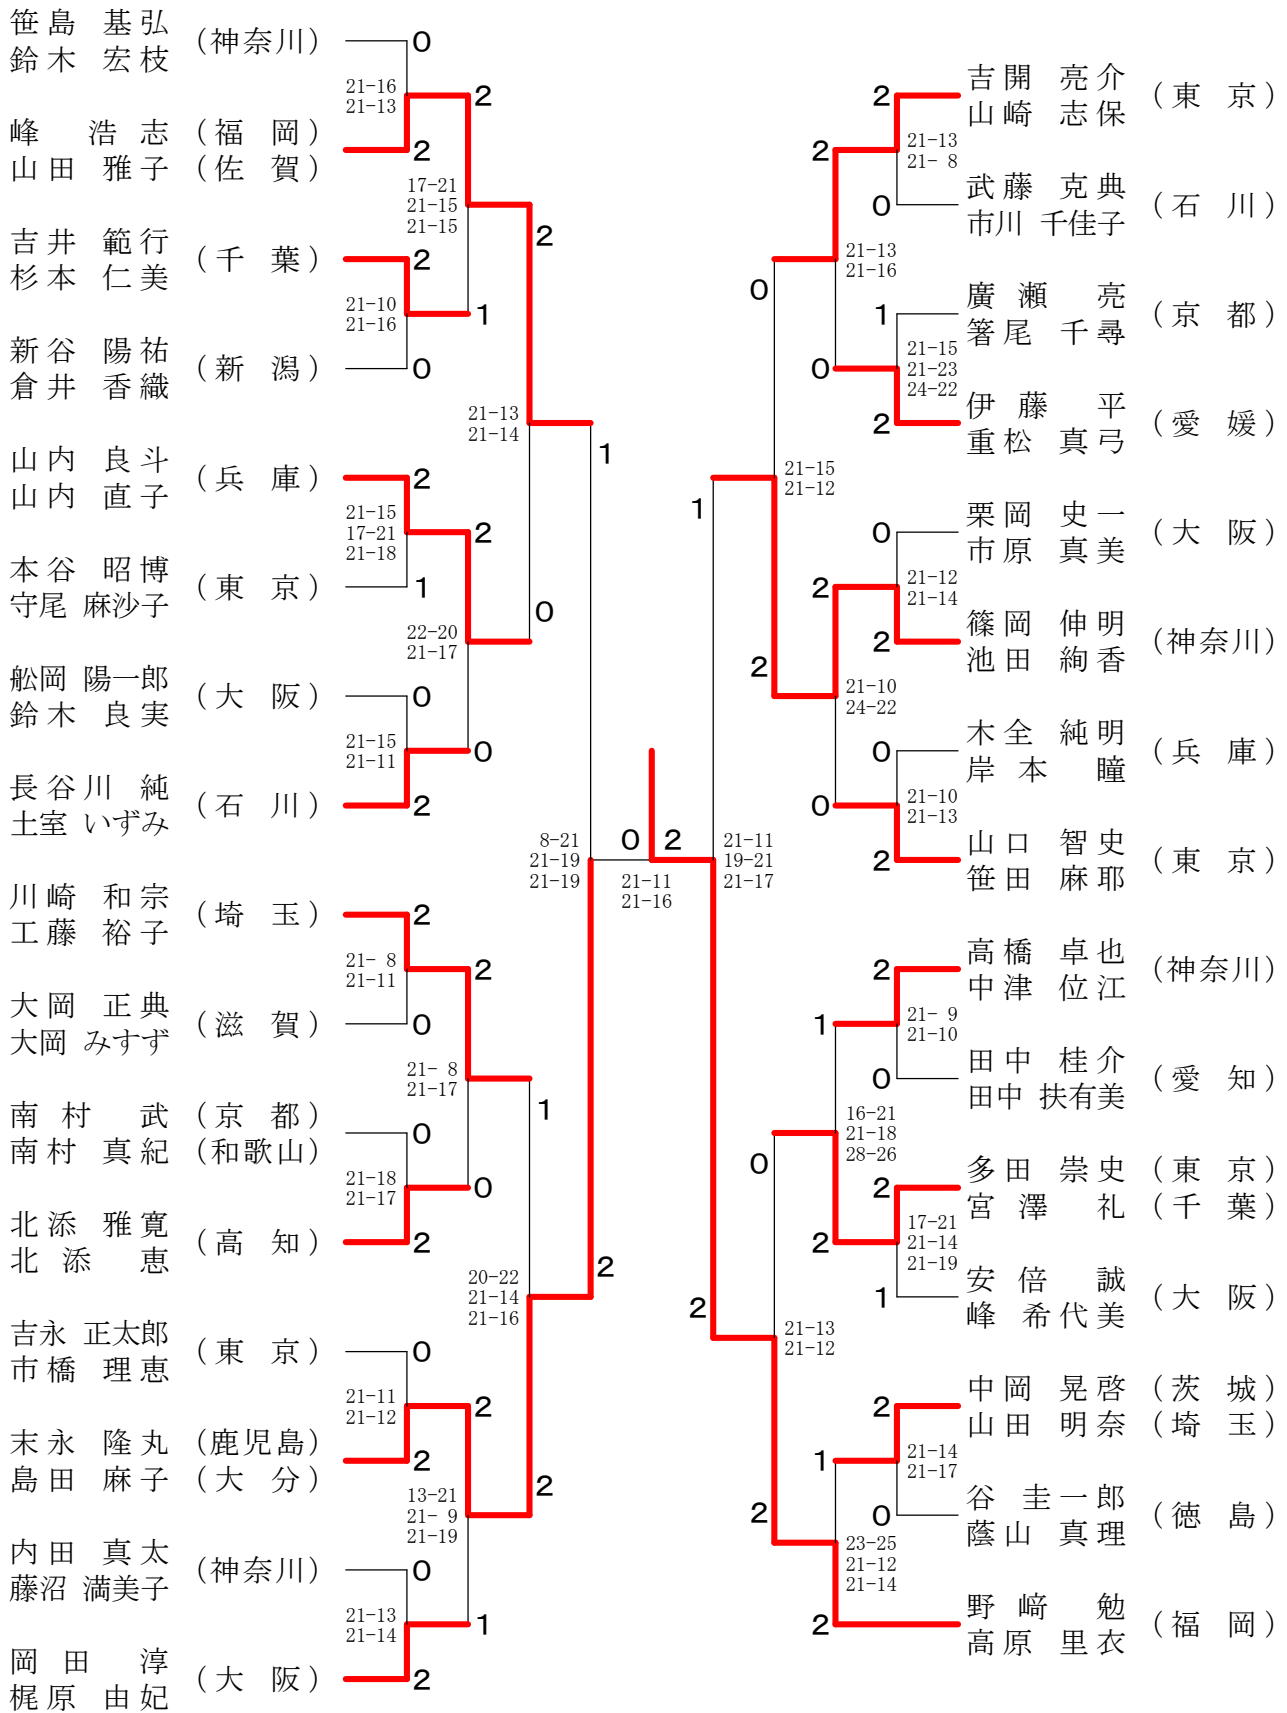 笹島 基弘
鈴木 宏枝
（神奈川）
0
21-16
21-13
2
峰 浩志
山田 雅子
（福岡）
（佐賀）
2
17-21
21-15
21-15
2
吉井 範行
杉本 仁美
（千葉）
2
21-10
21-16
1
新谷 陽祐
倉井 香織
（新潟）
0
21-13
21-14
1
山内 良斗
山内 直子
（兵庫）
2
21-15
17-21
21-18
2
本谷 昭博
守尾 麻沙子
（東京）
1
22-20
21-17
0
舩岡 陽一郎
鈴木 良実
（大阪）
0
21-15
21-11
0
長谷川 純
土室 いずみ
（石川）
2
8-21
21-19
21-19
川崎 和宗
工藤 裕子
（埼玉）
2
21- 8
21-11
2
大岡 正典
大岡 みすず
（滋賀）
0
21- 8
21-17
1
南村 武
南村 真紀
（京都）
（和歌山）
0
21-18
21-17
0
北添 雅寛
北添 恵
（高知）
2
20-22
21-14
21-16
2
吉永 正太郎
市橋 理恵
（東京）
0
21-11
21-12
2
末永 隆丸
島田 麻子
（鹿児島）
（大分）
2
13-21
21- 9
21-19
2
内田 真太
藤沼 満美子
（神奈川）
0
21-13
21-14
1
岡田 淳
梶原 由妃
（大阪）
2
0 2
21-11
21-16
2
吉開 亮介
山崎 志保
（東京）
2
21-13
21- 8
0
武藤 克典
市川 千佳子
（石川）
0
21-13
21-16
1
廣瀬 亮
箸尾 千尋
（京都）
0
21-15
21-23
24-22
2
伊藤 平
重松 真弓
（愛媛）
1
21-15
21-12
0
栗岡 史一
市原 真美
（大阪）
2
21-12
21-14
2
篠岡 伸明
池田 絢香
（神奈川）
2
21-10
24-22
0
木全 純明
岸本 瞳
（兵庫）
0
21-10
21-13
2
山口 智史
笹田 麻耶
（東京）
21-11
19-21
21-17
2
高橋 卓也
中津 位江
（神奈川）
1
21- 9
21-10
0
田中 桂介
田中 扶有美
（愛知）
0
16-21
21-18
28-26
2
多田 崇史
宮澤 礼
（東京）
（千葉）
2
17-21
21-14
21-19
1
安倍 誠
峰 希代美
（大阪）
2
21-13
21-12
2
中岡 晃啓
山田 明奈
（茨城）
（埼玉）
1
21-14
21-17
0
谷 圭一郎
蔭山 真理
（徳島）
2
23-25
21-12
21-14
2
野﨑 勉
高原 里衣
（福岡）